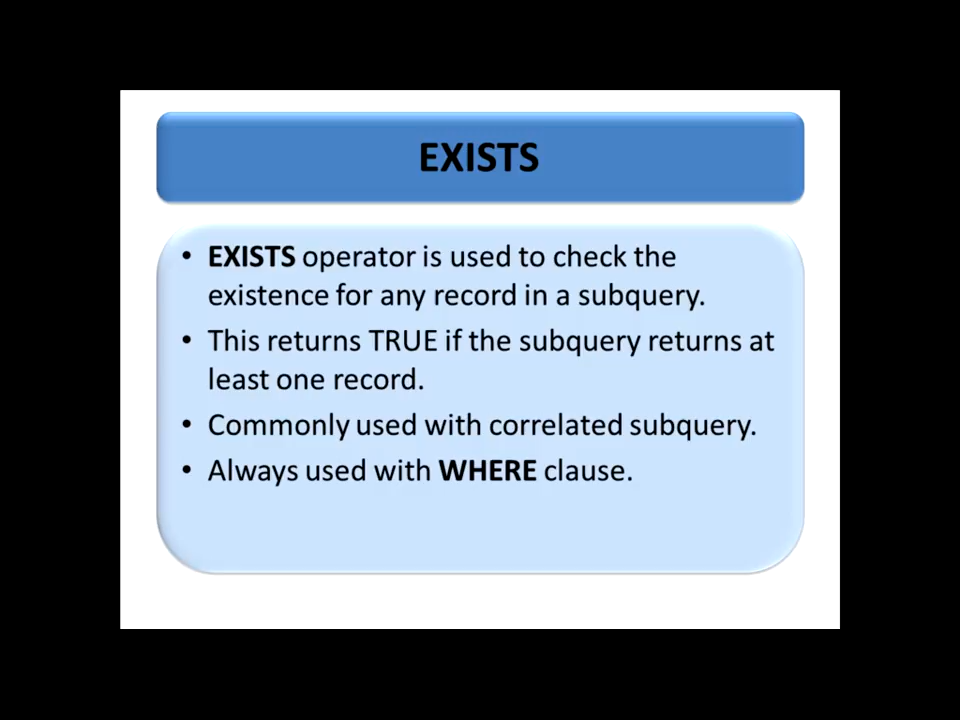 EXISTS
• EXISTS operator is used to check the
existence for any record in a subquery.
• This returns TRUE if the subquery returns at
least one record.
• Commonly used with correlated subquery.
• Always used with WHERE clause.